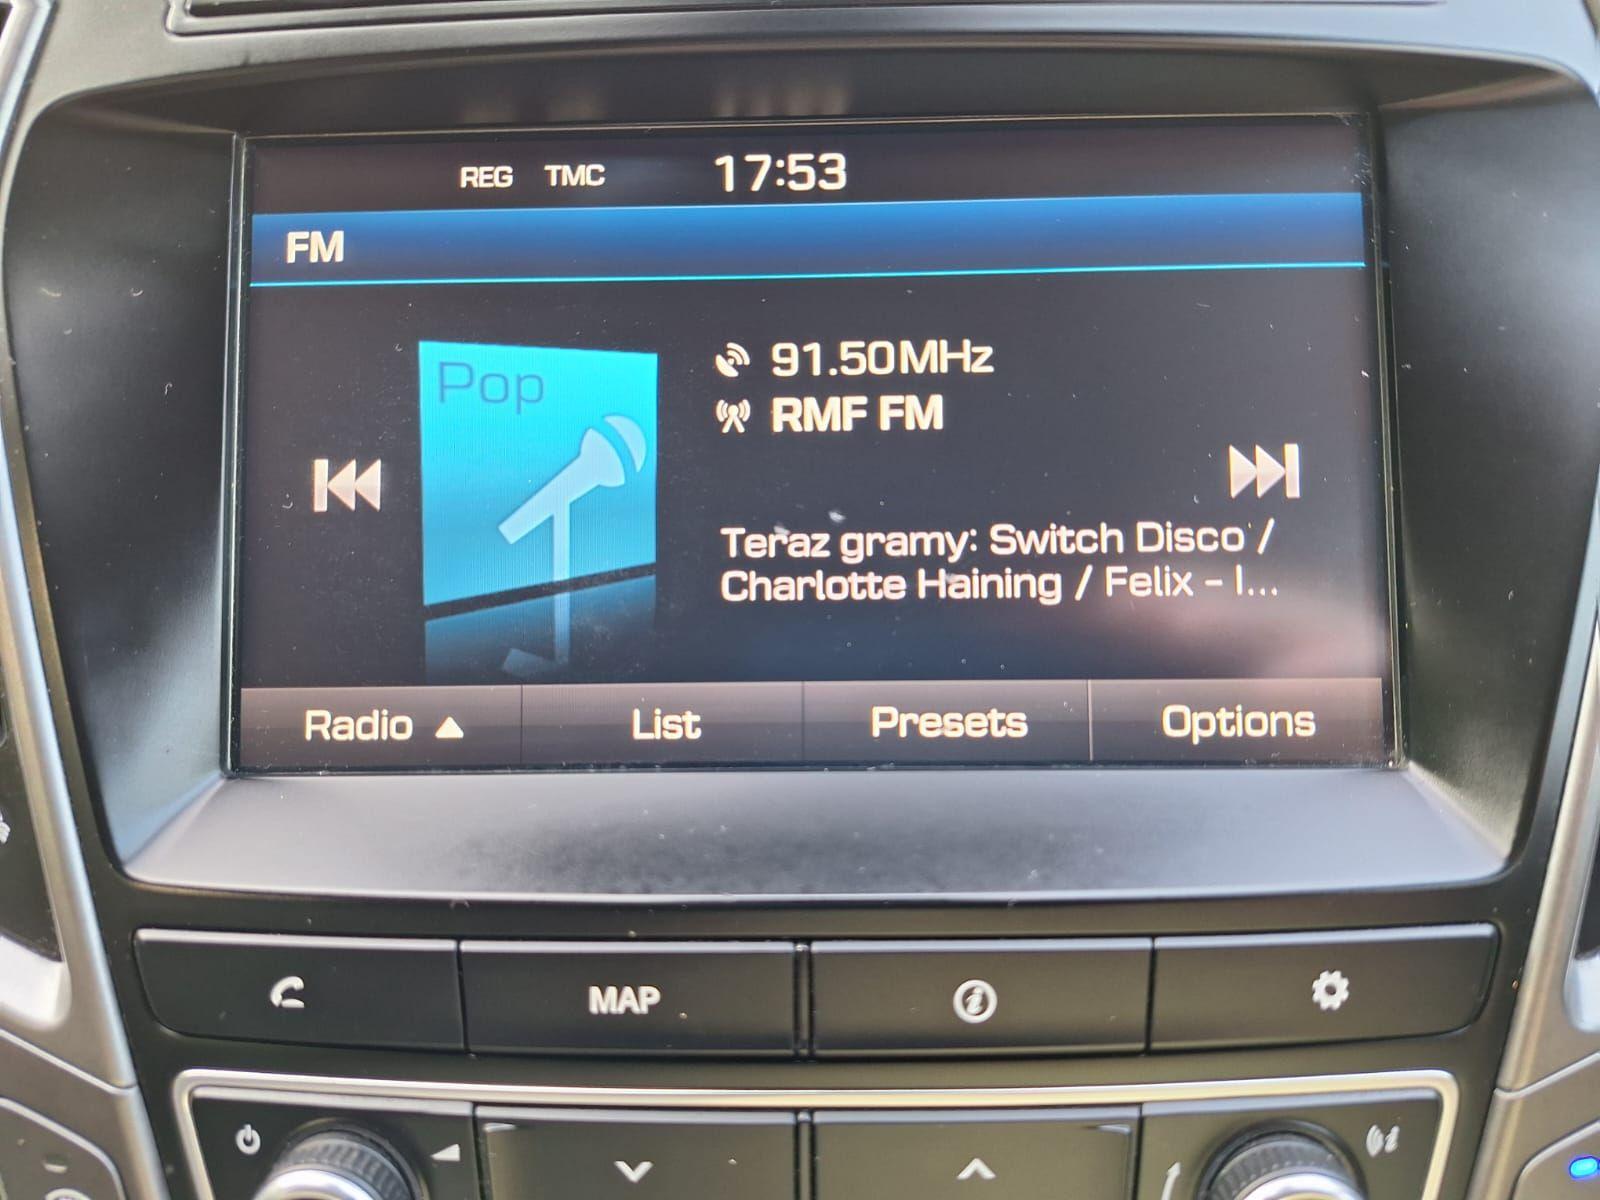 REG TMC 17:53
FM
Pop
91.50MHz
RMF FM
Teraz gramy: Switch Disco /
Charlotte Haining / Felix - I...
Radio List Presets Options
MAP